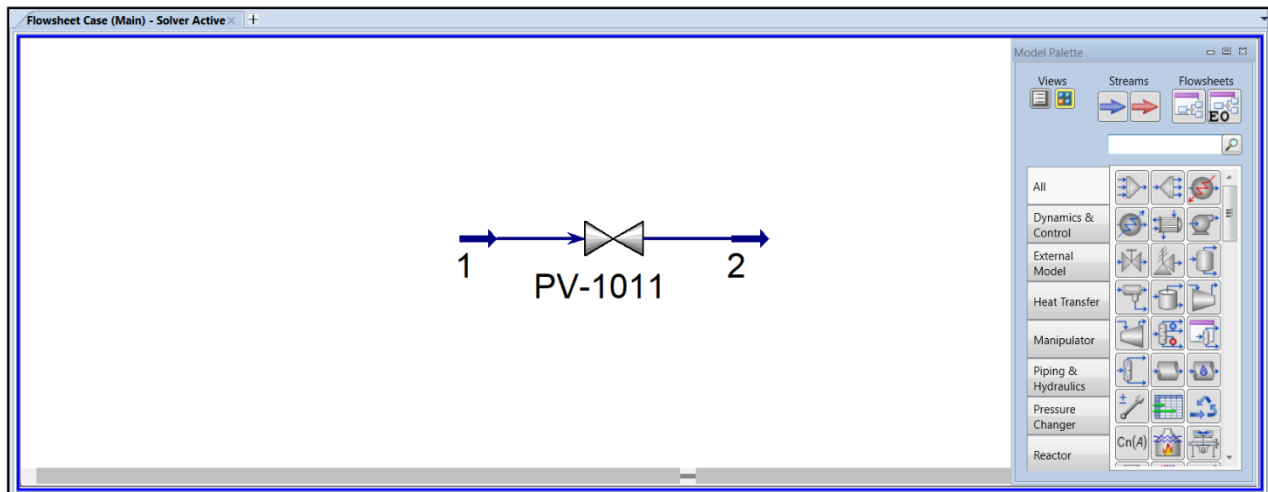 Flowsheet Case (Main) - Solver Active
Model Palette
Views
Streams
Flowsheets
EO
All
Dynamics &
Control
External
Model
Heat Transfer
Manipulator
Piping &
Hydraulics
Pressure
Changer
Reactor
Cn(A)
1
2
PV-1011